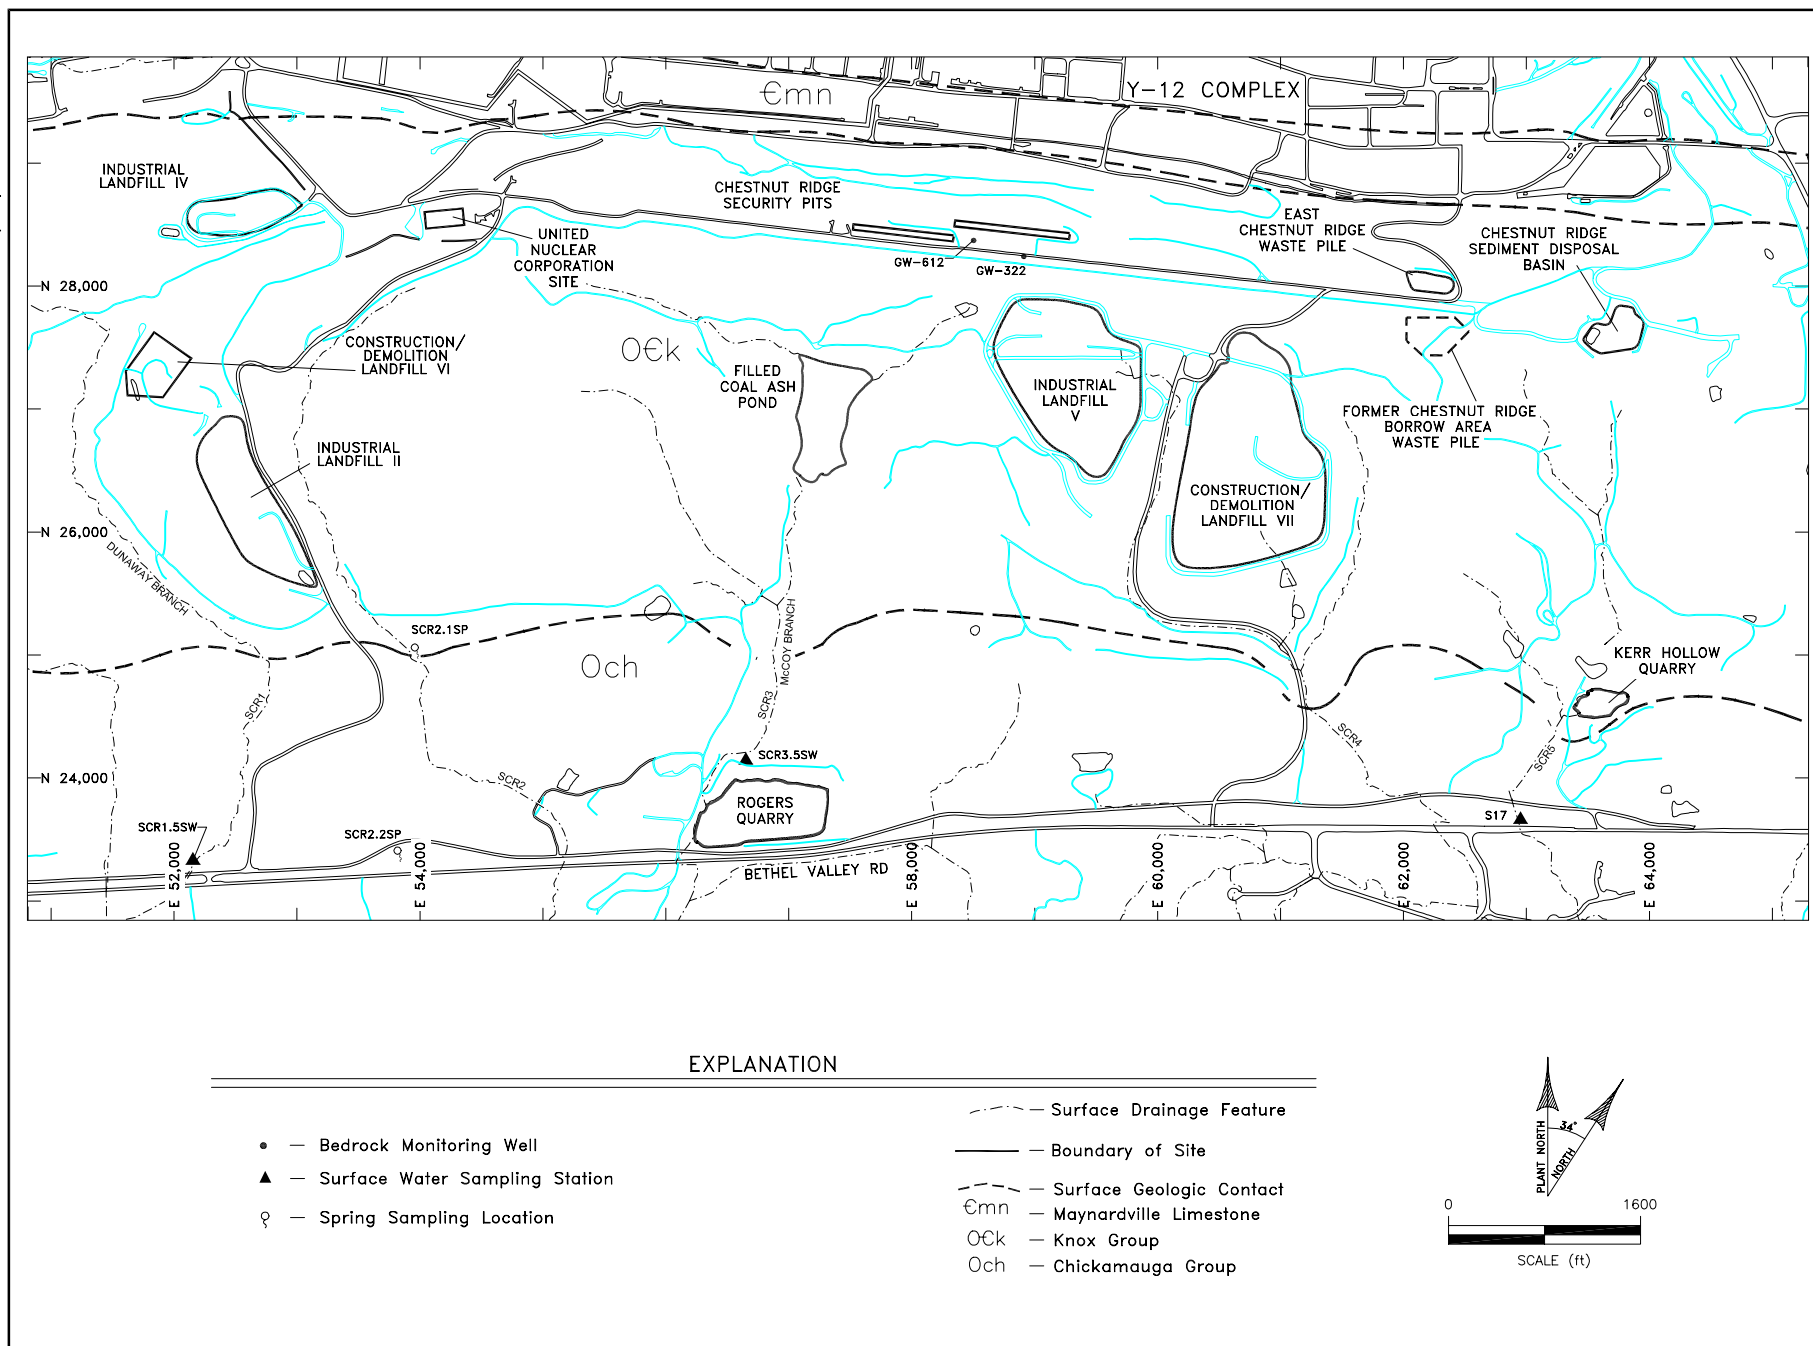 Ꞓmn
Y-12 COMPLEX
INDUSTRIAL
LANDFILL IV
CHESTNUT RIDGE
SECURITY PITS
UNITED
NUCLEAR
CORPORATION
SITE
EAST
CHESTNUT RIDGE
WASTE PILE
CHESTNUT RIDGE
SEDIMENT DISPOSAL
BASIN
GW-612
GW-322
N 28,000
CONSTRUCTION/
DEMOLITION
LANDFILL VI
OꞒk
FILLED
COAL ASH
POND
INDUSTRIAL
LANDFILL
V
FORMER CHESTNUT RIDGE
BORROW AREA
WASTE PILE
INDUSTRIAL
LANDFILL II
CONSTRUCTION/
DEMOLITION
LANDFILL VII
N 26,000
DUNAWAY BRANCH
SCR2.1SP
McCOY BRANCH
Och
KERR HOLLOW
QUARRY
SCR1
SCR3
SCR4
SCR5
SCR3.5SW
N 24,000
SCR2
ROGERS
QUARRY
SCR1.5SW
SCR2.2SP
S17
BETHEL VALLEY RD
E 52,000
E 54,000
E 58,000
E 60,000
E 62,000
E 64,000
EXPLANATION
— Bedrock Monitoring Well
— Surface Water Sampling Station
— Spring Sampling Location
— Surface Drainage Feature
— Boundary of Site
— Surface Geologic Contact
Ꞓmn — Maynardville Limestone
OꞒk — Knox Group
Och — Chickamauga Group
PLANT NORTH
34°
NORTH
0 1600
SCALE (ft)